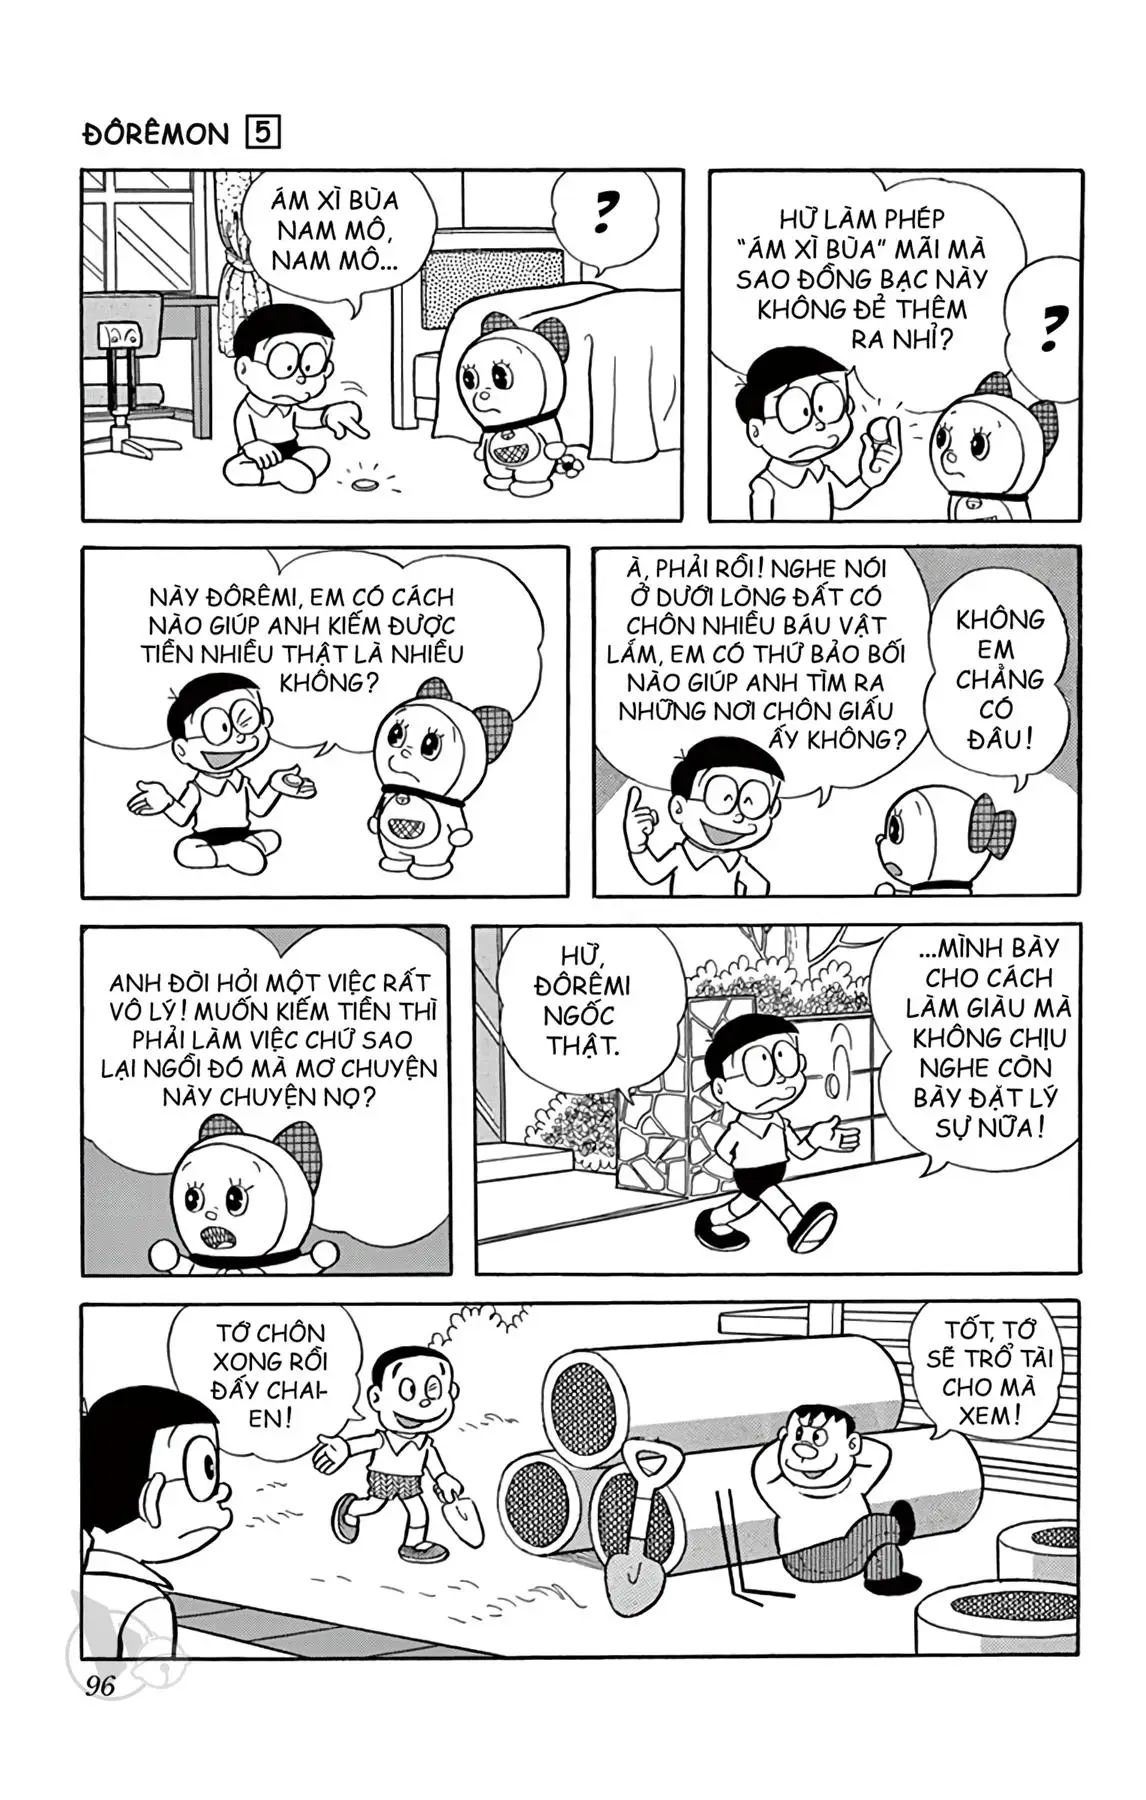 ĐÔRÊMON 5
ÁM XÌ BÙA
NAM MÔ,
NAM MÔ...
?
HỪ LÀM PHÉP
"ÁM XÌ BÙA" MÃI MÀ
SAO ĐỒNG BẠC NÀY
KHÔNG ĐẺ THÊM
RA NHỈ?
?
NÀY ĐÔRÊMI, EM CÓ CÁCH
NÀO GIÚP ANH KIẾM ĐƯỢC
TIỀN NHIỀU THẬT LÀ NHIỀU
KHÔNG?
À, PHẢI RỒI! NGHE NÓI
Ở DƯỚI LÒNG ĐẤT CÓ
CHÔN NHIỀU BÁU VẬT
LẮM, EM CÓ THỨ BẢO BỐI
NÀO GIÚP ANH TÌM RA
NHỮNG NƠI CHÔN GIẤU
ẤY KHÔNG?
KHÔNG
EM
CHẲNG
CÓ
ĐÂU!
ANH ĐÒI HỎI MỘT VIỆC RẤT
VÔ LÝ! MUỐN KIẾM TIỀN THÌ
PHẢI LÀM VIỆC CHỨ SAO
LẠI NGỒI ĐÓ MÀ MƠ CHUYỆN
NÀY CHUYỆN NỌ?
HỪ,
ĐÔRÊMI
NGỐC
THẬT.
...MÌNH BÀY
CHO CÁCH
LÀM GIÀU MÀ
KHÔNG CHỊU
NGHE CÒN
BÀY ĐẶT LÝ
SỰ NỮA!
TỚ CHÔN
XONG RỒI
ĐẤY CHAI-
EN!
TỐT, TỚ
SẼ TRỔ TÀI
CHO MÀ
XEM!
96